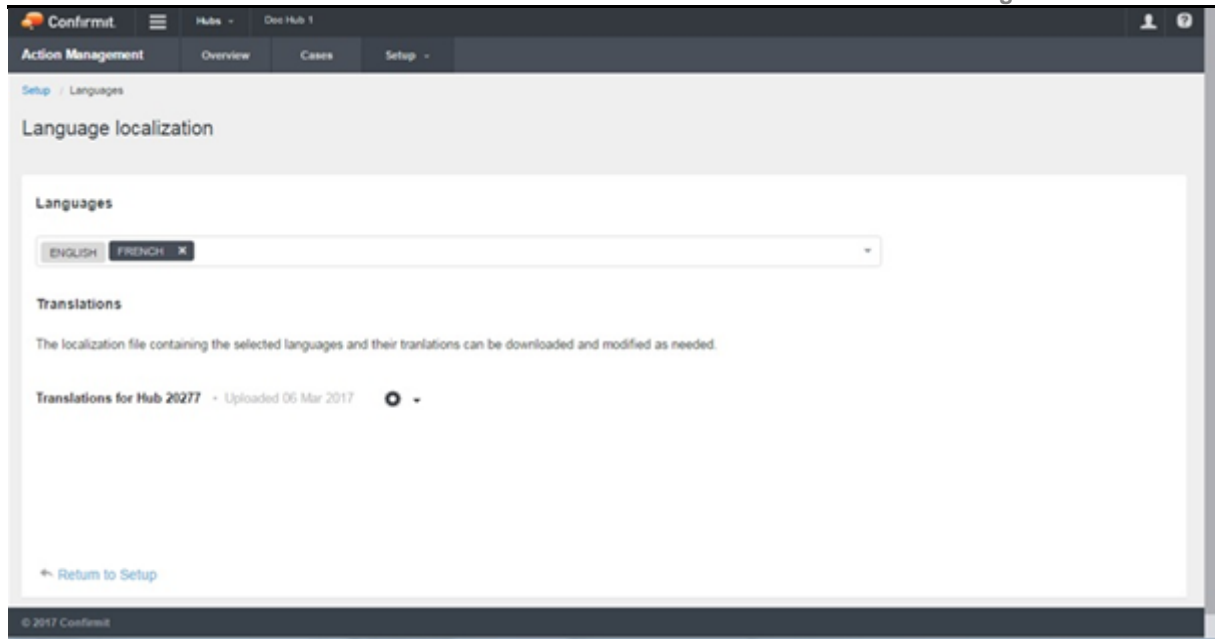 Confirmit. Hubs Doc Hub 1
Action Management Overview Cases Setup
Setup / Languages
Language localization
Languages
ENGLISH FRENCH ×
Translations
The localization file containing the selected languages and their tranlations can be downloaded and modified as needed.
Translations for Hub 20277 • Uploaded 06 Mar 2017
Return to Setup
© 2017 Confirmit